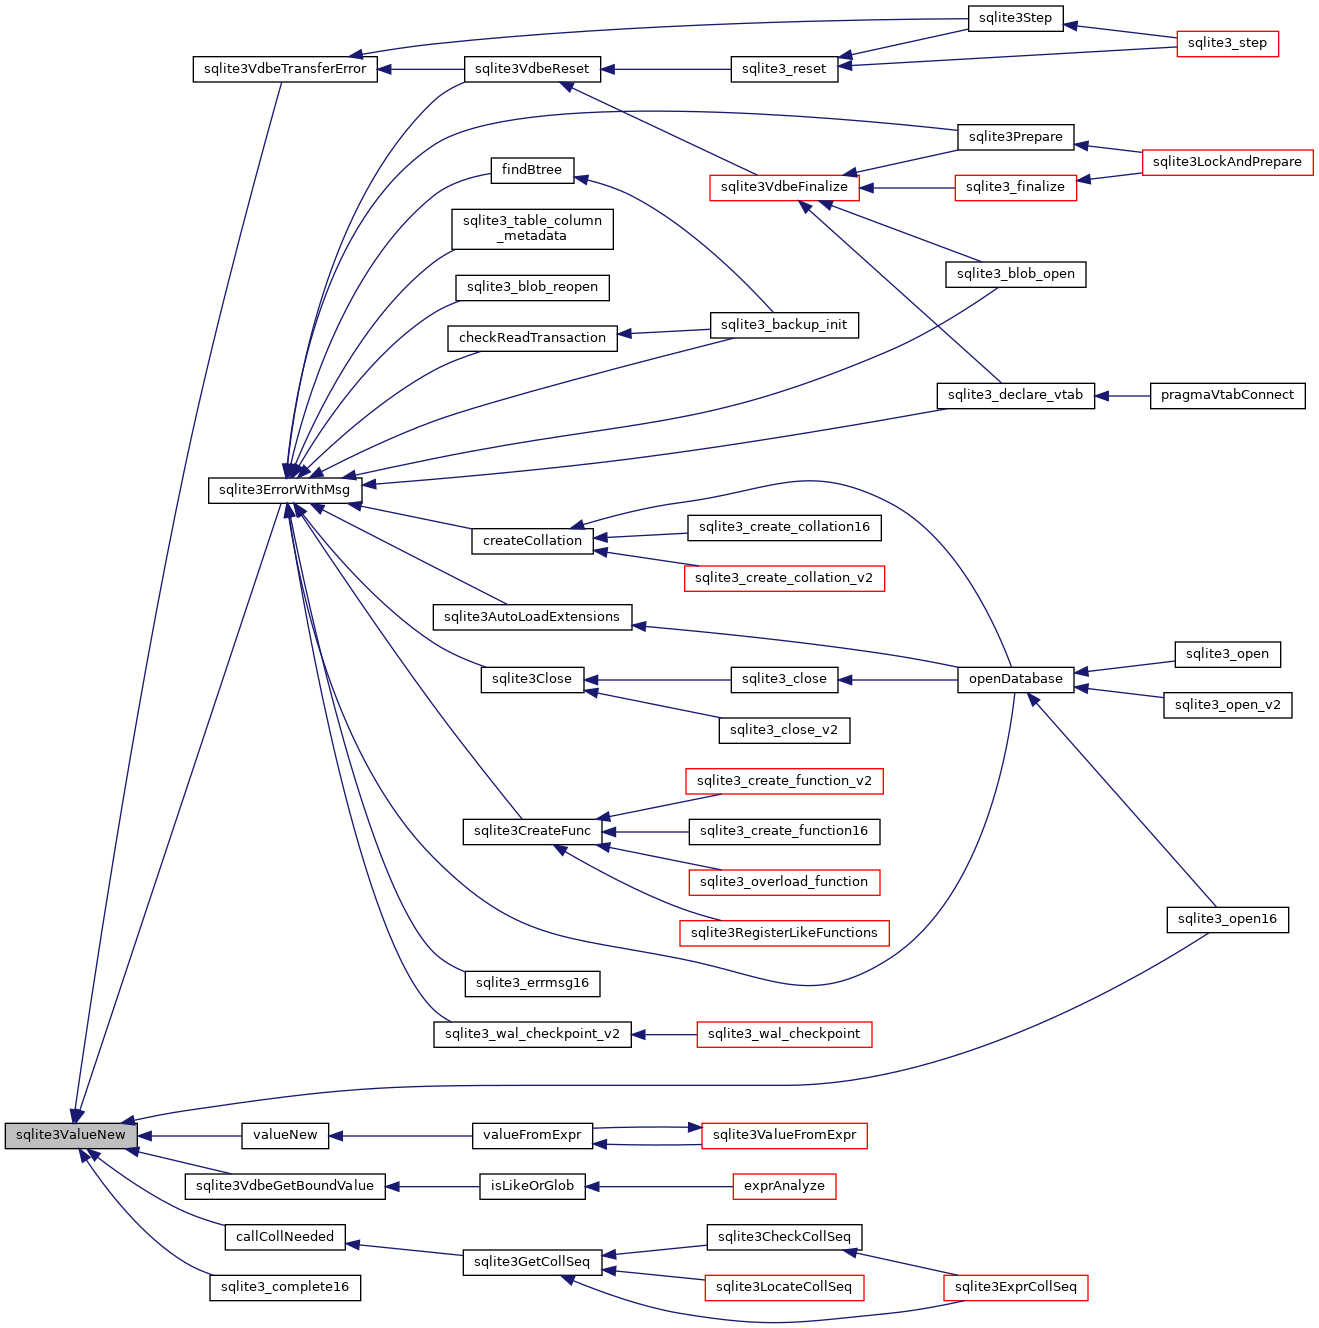 sqlite3Step
sqlite3_step
sqlite3VdbeTransferError
sqlite3VdbeReset
sqlite3_reset
sqlite3Prepare
sqlite3LockAndPrepare
findBtree
sqlite3VdbeFinalize
sqlite3_finalize
sqlite3_table_column
_metadata
sqlite3_blob_open
sqlite3_blob_reopen
sqlite3_backup_init
checkReadTransaction
sqlite3_declare_vtab
pragmaVtabConnect
sqlite3ErrorWithMsg
sqlite3_create_collation16
createCollation
sqlite3_create_collation_v2
sqlite3AutoLoadExtensions
sqlite3_open
sqlite3Close
sqlite3_close
openDatabase
sqlite3_open_v2
sqlite3_close_v2
sqlite3_create_function_v2
sqlite3CreateFunc
sqlite3_create_function16
sqlite3_overload_function
sqlite3_open16
sqlite3RegisterLikeFunctions
sqlite3_errmsg16
sqlite3_wal_checkpoint_v2
sqlite3_wal_checkpoint
sqlite3ValueNew
valueNew
valueFromExpr
sqlite3ValueFromExpr
sqlite3VdbeGetBoundValue
isLikeOrGlob
exprAnalyze
callCollNeeded
sqlite3CheckCollSeq
sqlite3GetCollSeq
sqlite3_complete16
sqlite3LocateCollSeq
sqlite3ExprCollSeq